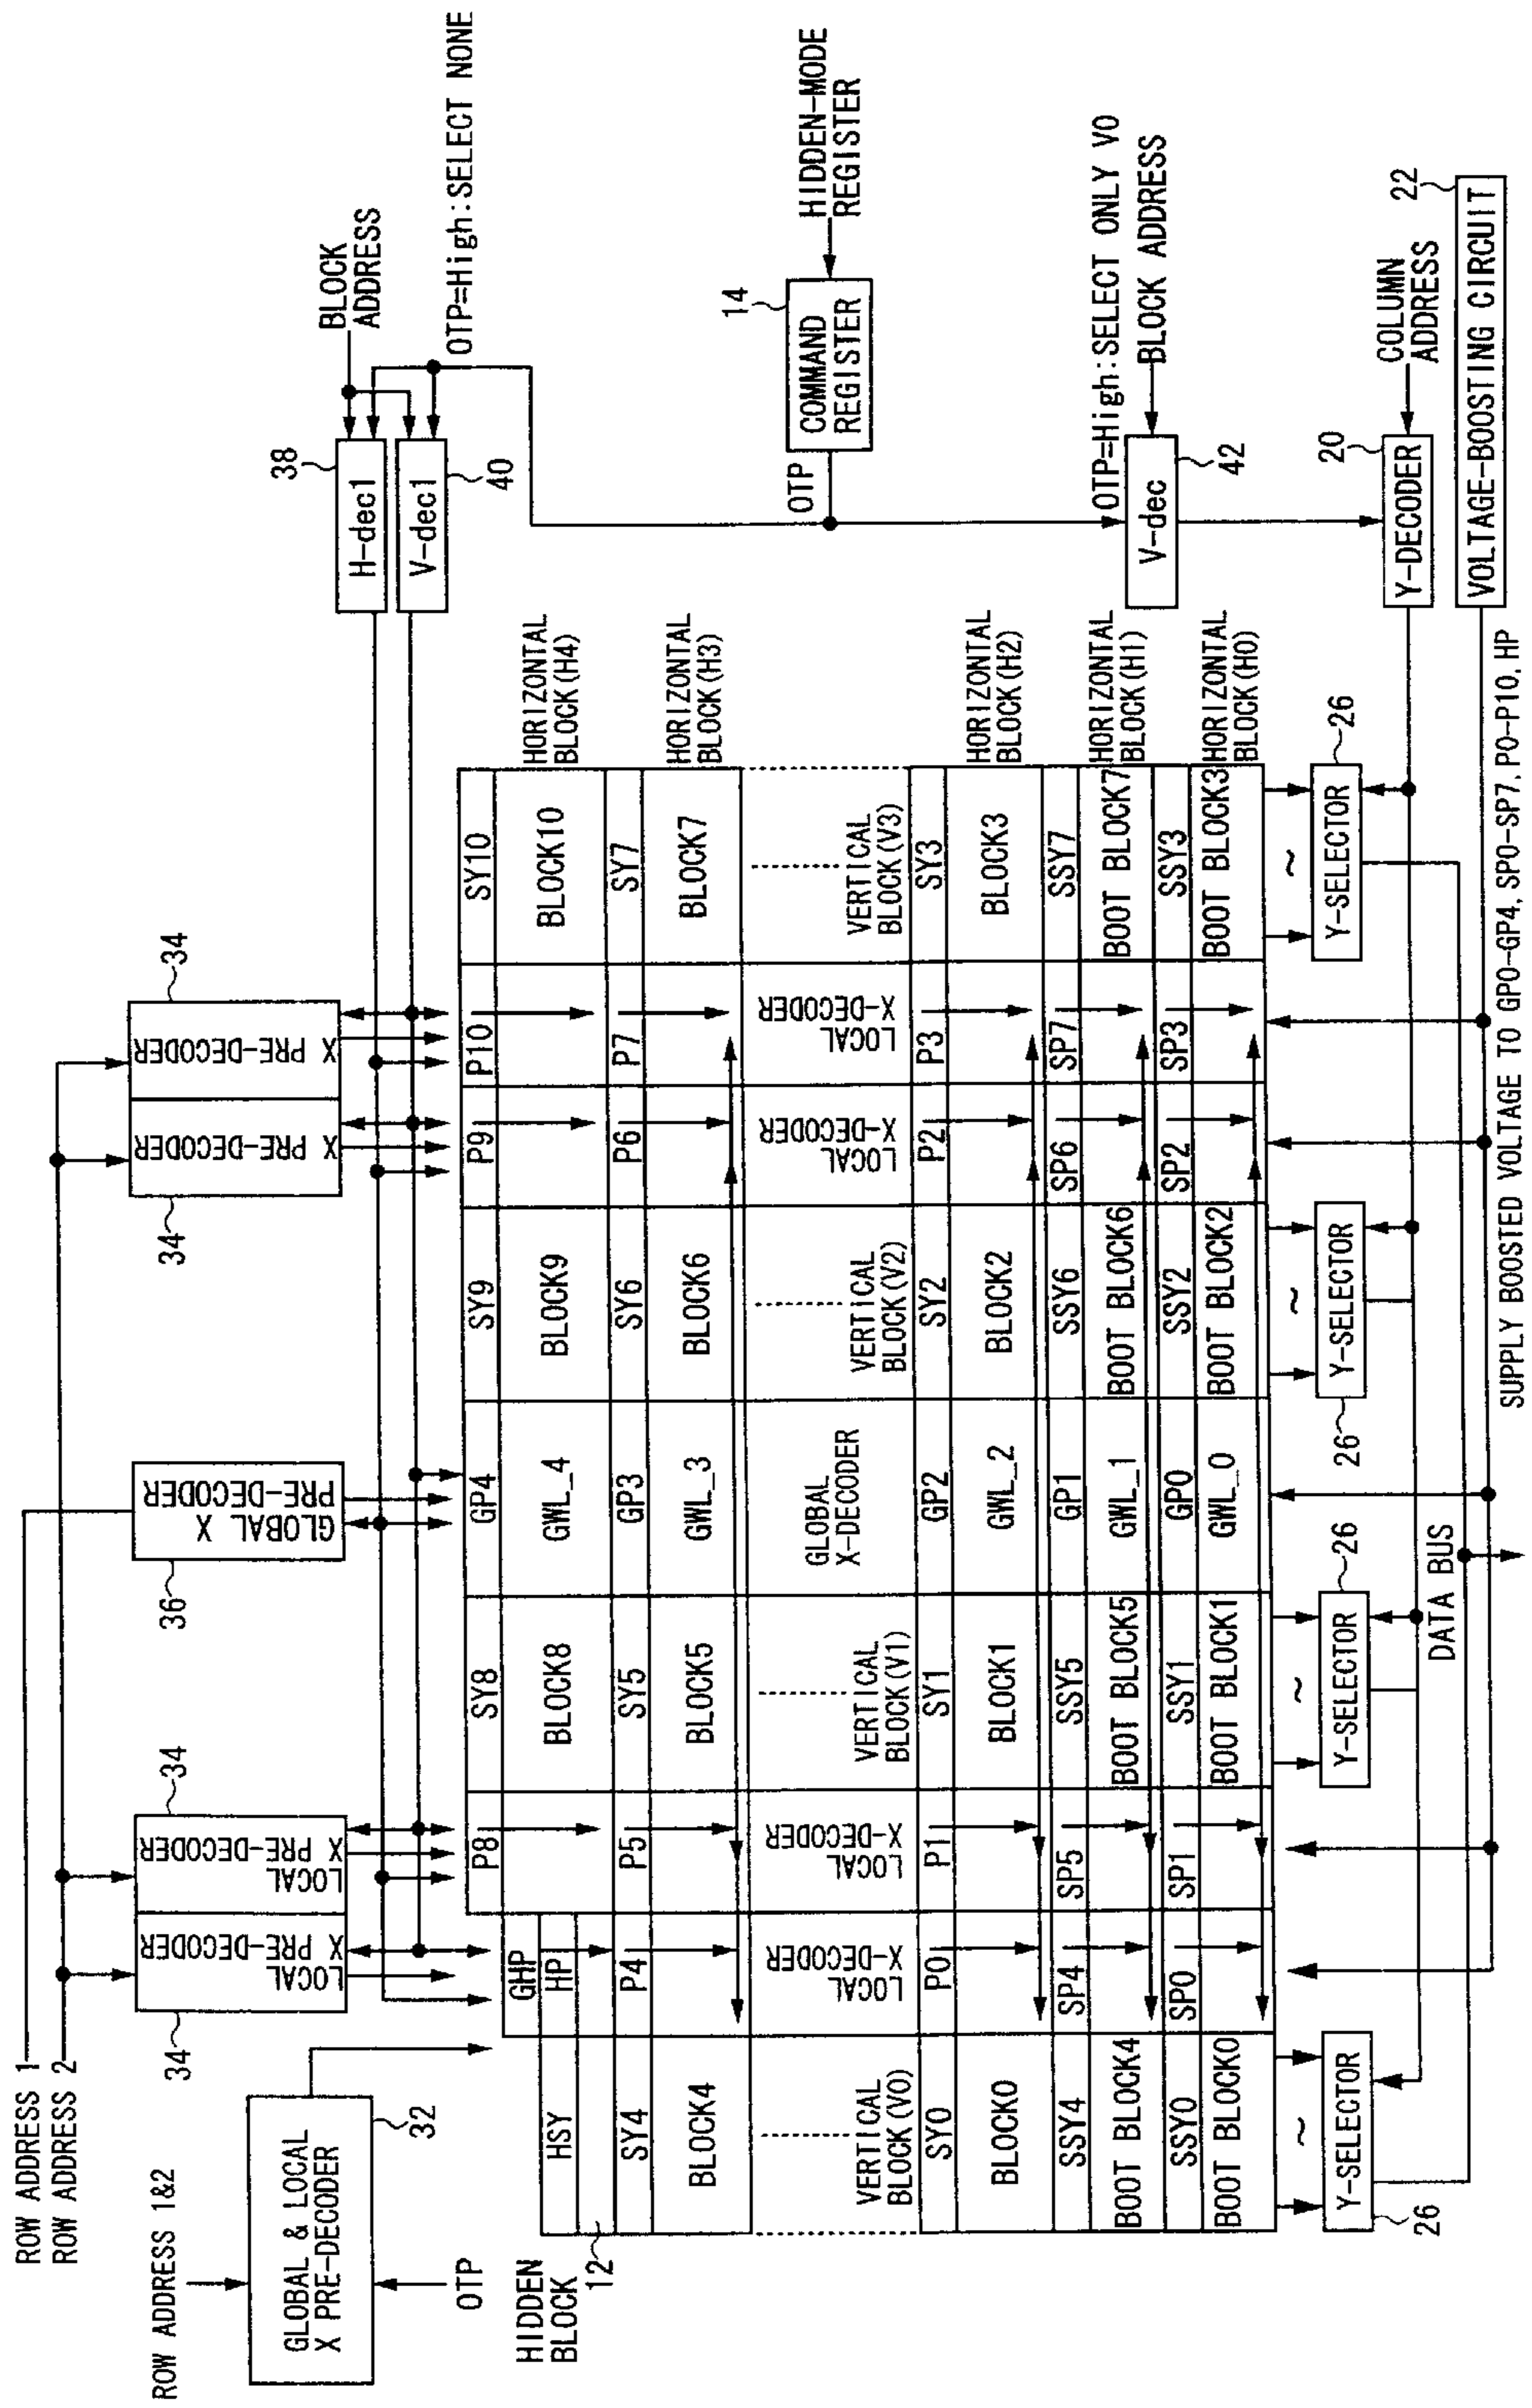 ROW ADDRESS 1
ROW ADDRESS 2
ROW ADDRESS 1&2
GLOBAL & LOCAL
X PRE-DECODER
32
OTP
HIDDEN
BLOCK
12
34
LOCAL
X PRE-DECODER
LOCAL
X PRE-DECODER
34
36
GLOBAL X
PRE-DECODER
34
X PRE-DECODER
X PRE-DECODER
34
BLOCK
ADDRESS
38
H-dec1
V-dec1
40
OTP=High:SELECT NONE
HSY
GHP
HP
P8
SY8
GP4
SY9
P9
P10
SY10
BLOCK8
GWL_4
BLOCK9
BLOCK10
HORIZONTAL
BLOCK(H4)
SY4
P4
P5
SY5
GP3
SY6
P6
P7
SY7
BLOCK4
BLOCK5
GWL_3
BLOCK6
BLOCK7
HORIZONTAL
BLOCK(H3)
VERTICAL
BLOCK(V0)
LOCAL
X-DECODER
LOCAL
X-DECODER
VERTICAL
BLOCK(V1)
GLOBAL
X-DECODER
VERTICAL
BLOCK(V2)
LOCAL
X-DECODER
LOCAL
X-DECODER
VERTICAL
BLOCK(V3)
SY0
P0
P1
SY1
GP2
SY2
P2
P3
SY3
BLOCK0
BLOCK1
GWL_2
BLOCK2
BLOCK3
HORIZONTAL
BLOCK(H2)
SSY4
SP4
SP5
SSY5
GP1
SSY6
SP6
SP7
SSY7
BOOT BLOCK4
BOOT BLOCK5
GWL_1
BOOT BLOCK6
BOOT BLOCK7
HORIZONTAL
BLOCK(H1)
SSY0
SP0
SP1
SSY1
GP0
SSY2
SP2
SP3
SSY3
BOOT BLOCK0
BOOT BLOCK1
GWL_0
BOOT BLOCK2
BOOT BLOCK3
HORIZONTAL
BLOCK(H0)
HIDDEN-MODE
REGISTER
14
COMMAND
REGISTER
OTP
OTP=High:SELECT ONLY V0
BLOCK ADDRESS
V-dec
42
~
~
~
~
Y-SELECTOR
26
Y-SELECTOR
26
Y-SELECTOR
26
Y-SELECTOR
26
COLUMN
ADDRESS
20
Y-DECODER
22
VOLTAGE-BOOSTING CIRCUIT
DATA BUS
SUPPLY BOOSTED VOLTAGE TO GP0-GP4, SP0-SP7, P0-P10, HP